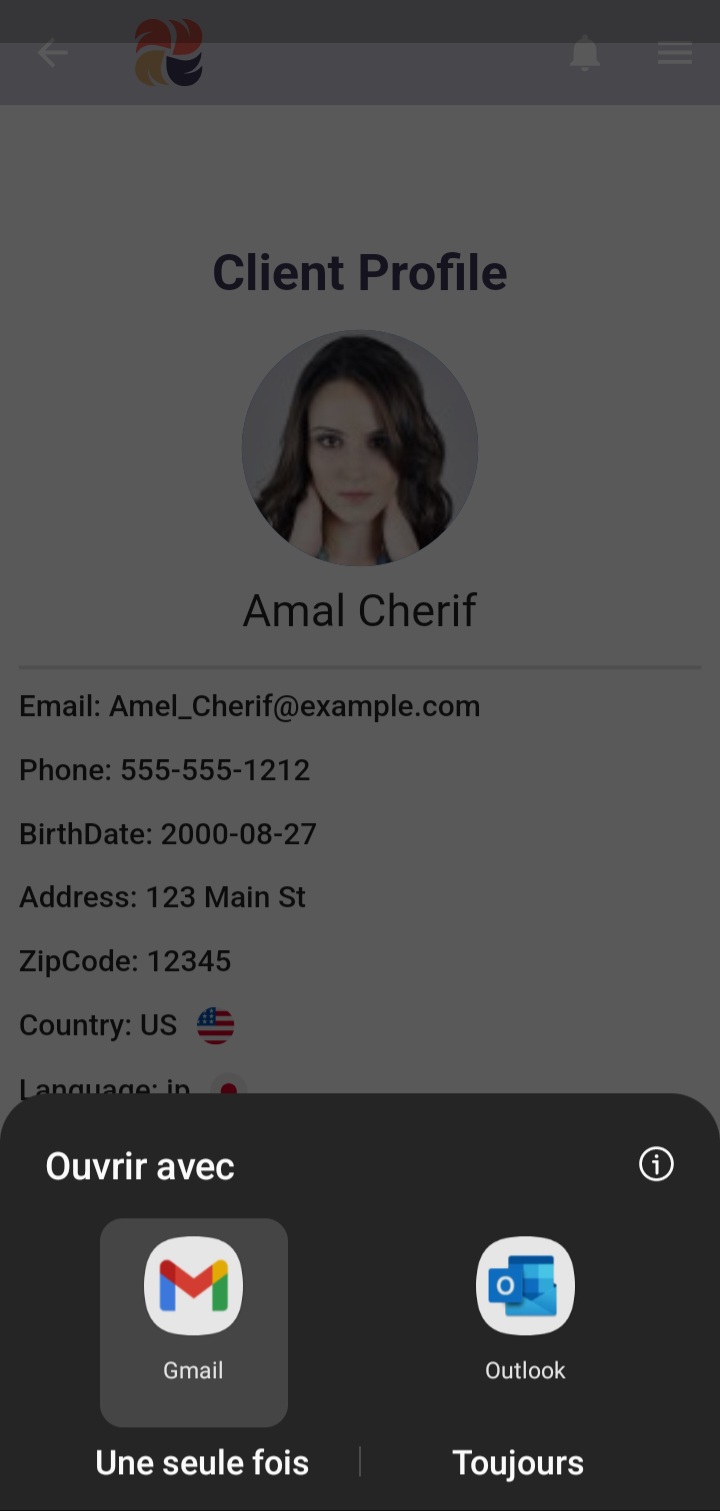 Client Profile
Amal Cherif
Email: Amel_Cherif@example.com
Phone: 555-555-1212
BirthDate: 2000-08-27
Address: 123 Main St
ZipCode: 12345
Country: US
Language: jp
Ouvrir avec
Gmail
Outlook
Une seule fois
Toujours